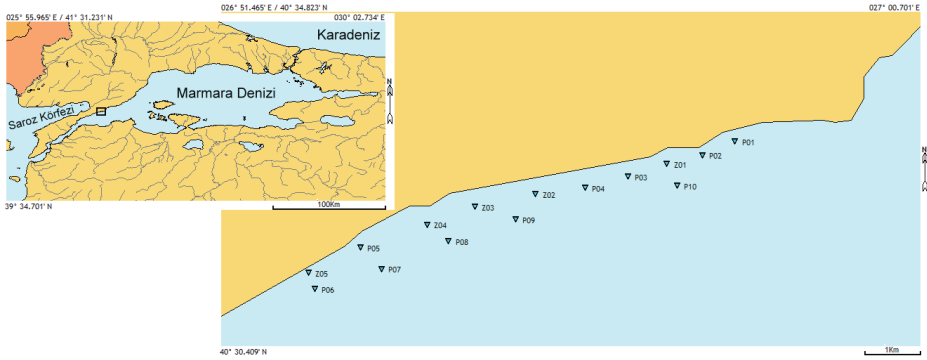 026 51.465' E / 40 34.823' N
027 00.701' E
025 55.965' E / 41 31.231' N
030 02.734' E
Karadeniz
Marmara Denizi
Saroz Körfezi
N
39 34.701' N
100Km
P01
P02
Z01
N
P03
P10
P04
Z02
Z03
P09
Z04
P08
P05
P07
Z05
P06
40 30.409' N
1Km